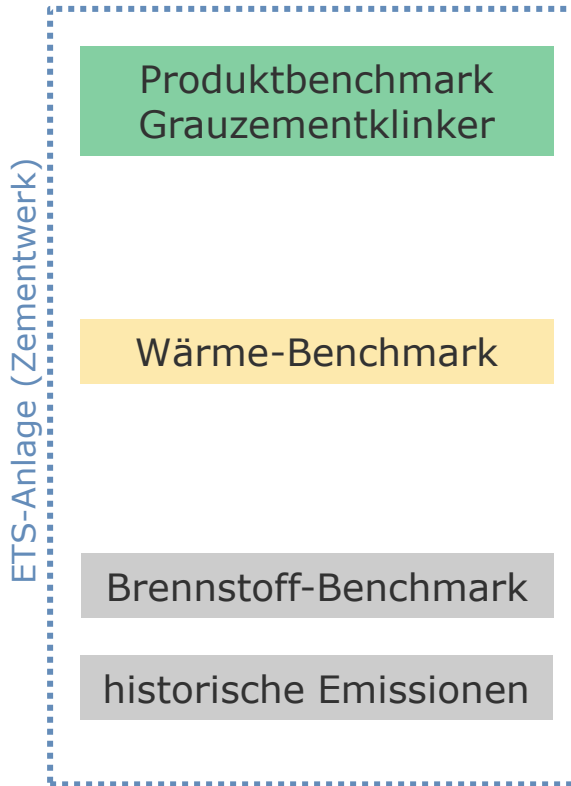 ETS-Anlage (Zementwerk)
Produktbenchmark
Grauzementklinker
Wärme-Benchmark
Brennstoff-Benchmark
historische Emissionen